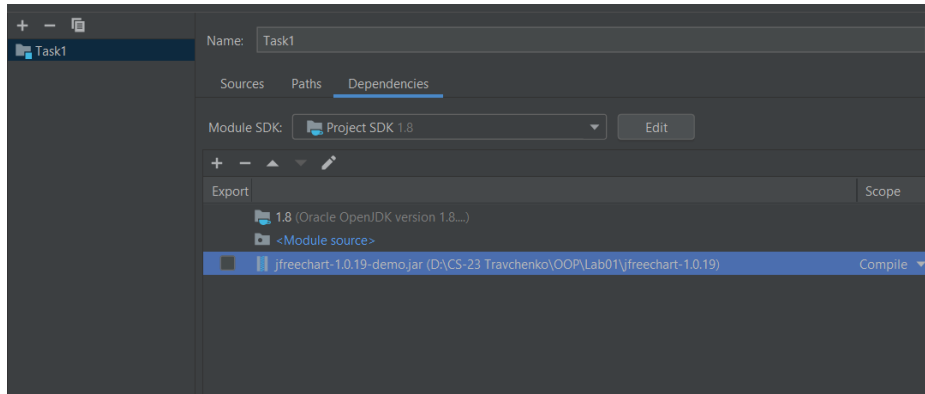 Task1
Name: Task1
Sources Paths Dependencies
Module SDK: Project SDK 1.8 Edit
Export Scope
1.8 (Oracle OpenJDK version 1.8....)
<Module source>
jfreechart-1.0.19-demo.jar (D:\CS-23 Travchenko\OOP\Lab01\jfreechart-1.0.19) Compile